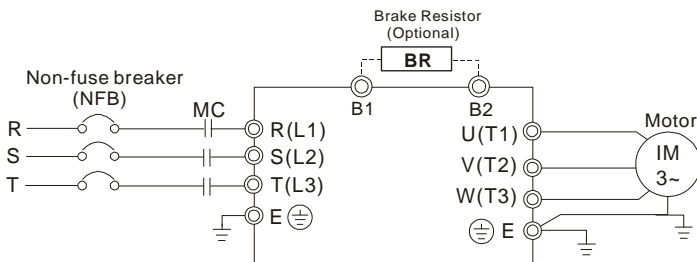 Brake Resistor
(Optional)
BR
Non-fuse breaker
(NFB)
MC
B1
B2
R
R(L1)
S
S(L2)
T
T(L3)
E
U(T1)
V(T2)
W(T3)
E
Motor
IM
3~